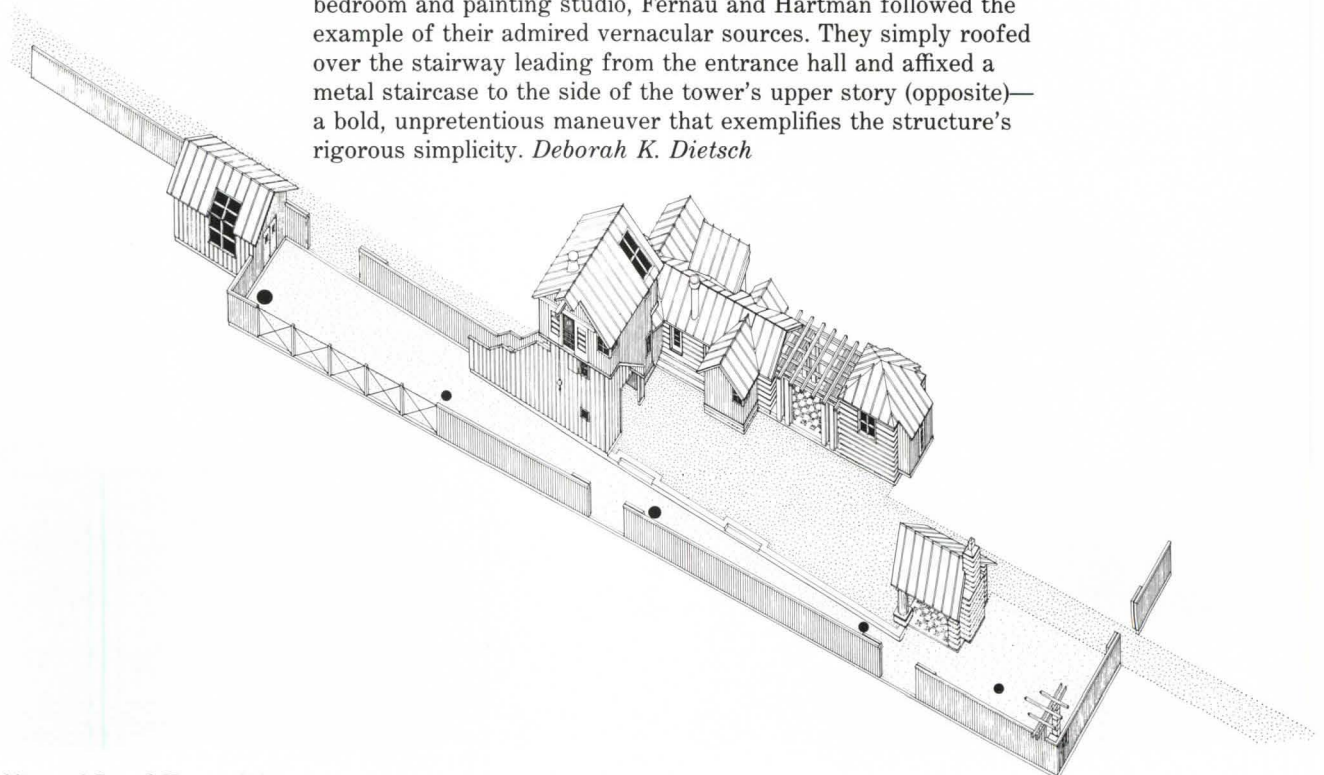 bedroom and painting studio, Fernau and Hartman followed the
example of their admired vernacular sources. They simply roofed
over the stairway leading from the entrance hall and affixed a
metal staircase to the side of the tower's upper story (opposite)—
a bold, unpretentious maneuver that exemplifies the structure's
rigorous simplicity. Deborah K. Dietsch